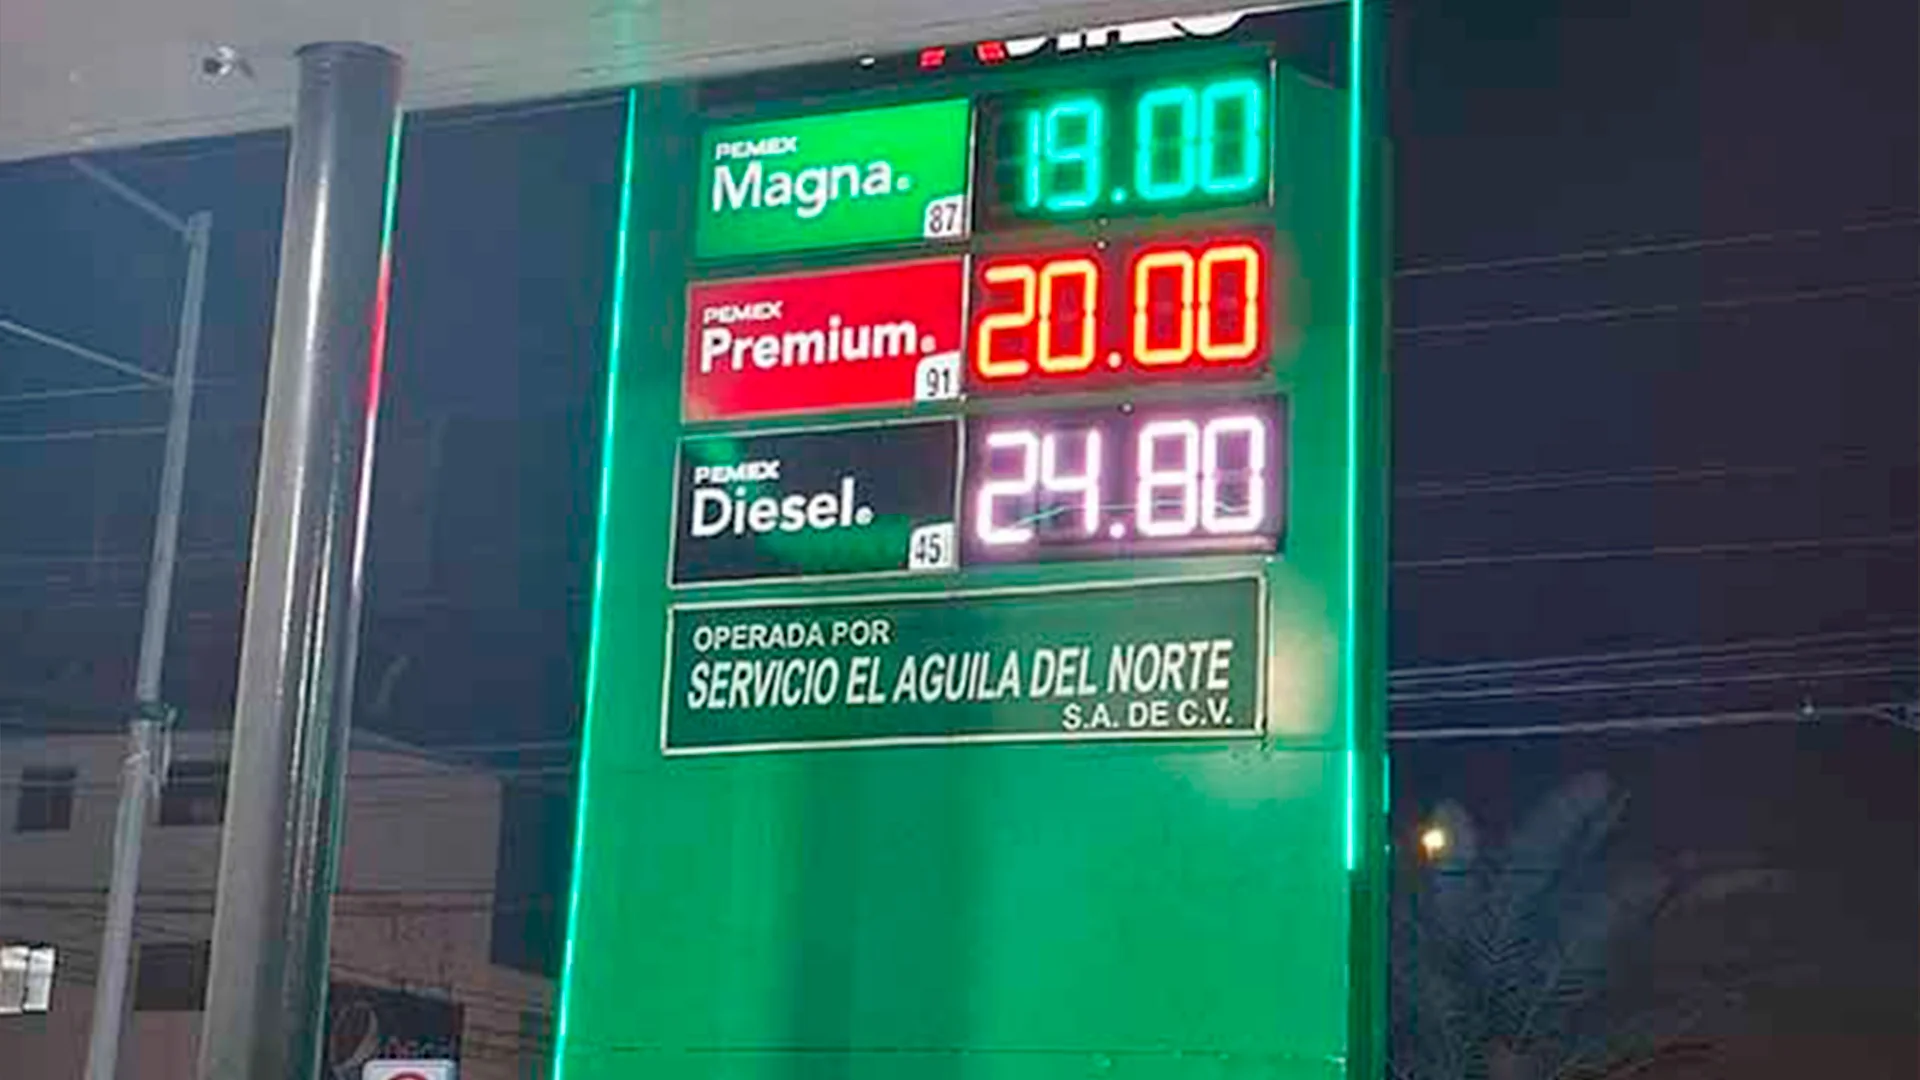 PEMEX
Magna
87
19.00
PEMEX
Premium
91
20.00
PEMEX
Diesel
45
24.80
OPERADA POR
SERVICIO EL AGUILA DEL NORTE
S.A. DE C.V.